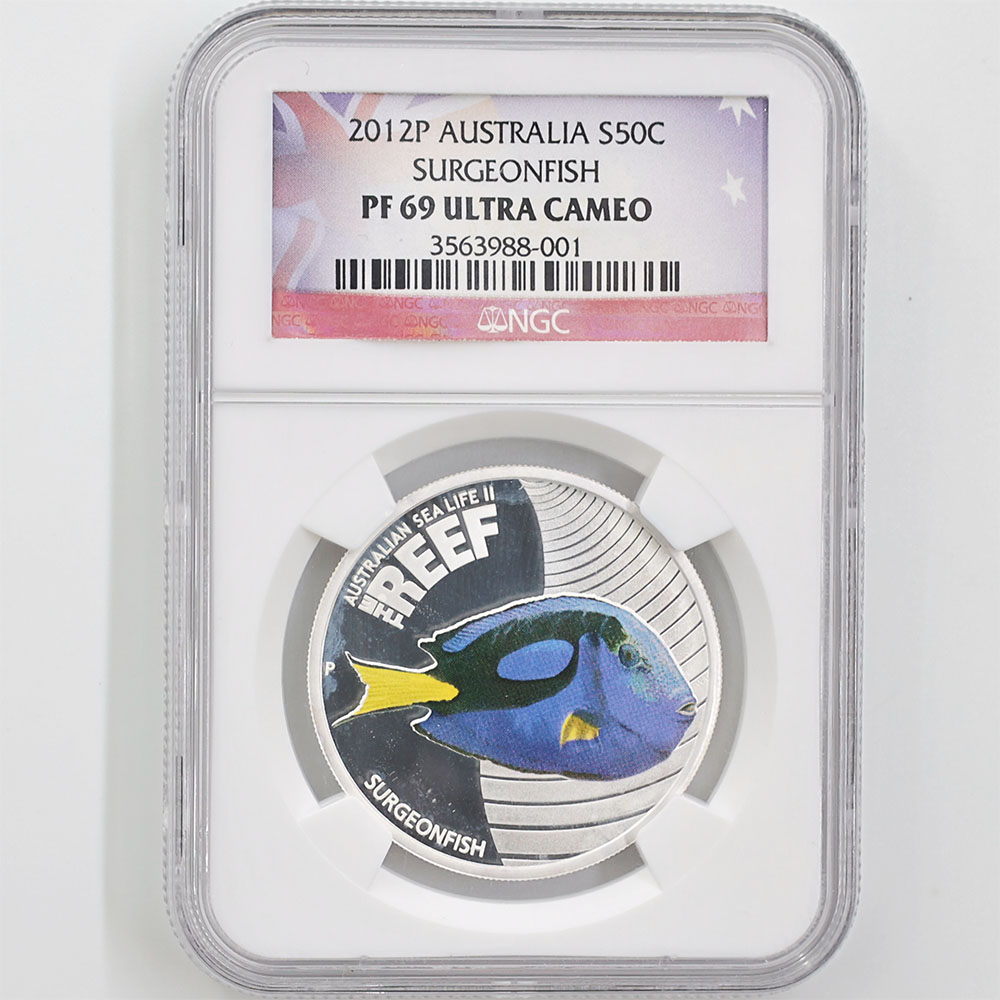 2012P AUSTRALIA S50C
SURGEONFISH
PF 69 ULTRA CAMEO
3563988-001
NGC
AUSTRALIAN SEA LIFE II
THE REEF
P
SURGEONFISH